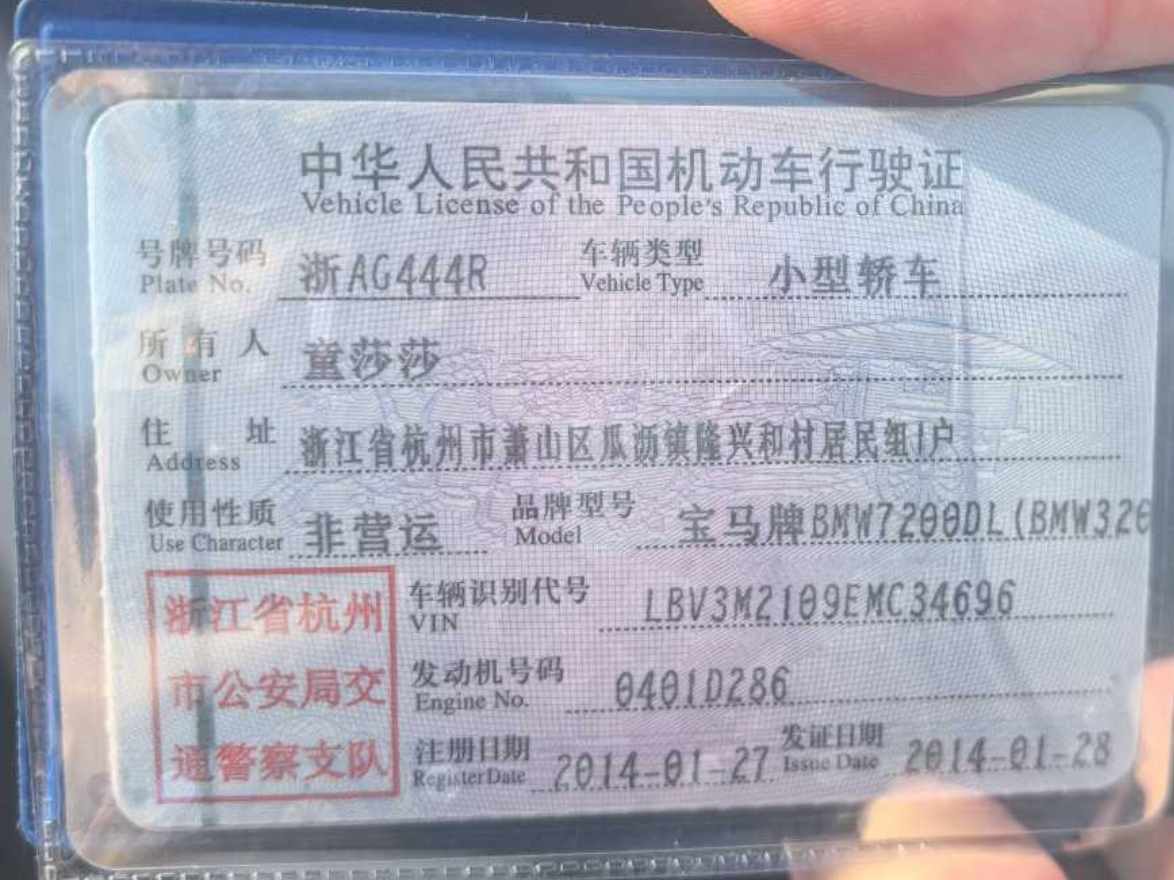 中华人民共和国机动车行驶证
Vehicle License of the People's Republic of China
号牌号码 浙AG444R 车辆类型 小型轿车
Plate No. Vehicle Type
所有人 童莎莎
Owner
住址 浙江省杭州市萧山区瓜沥镇隆兴和村居民组1户
Address
使用性质 非营运 品牌型号 宝马牌BMW7200DL(BMW320
Use Character Model
浙江省杭州
市公安局交
通警察支队
车辆识别代号 LBV3M2109EMC34696
VIN
发动机号码 0401D286
Engine No.
注册日期 2014-01-27 发证日期 2014-01-28
Register Date Issue Date